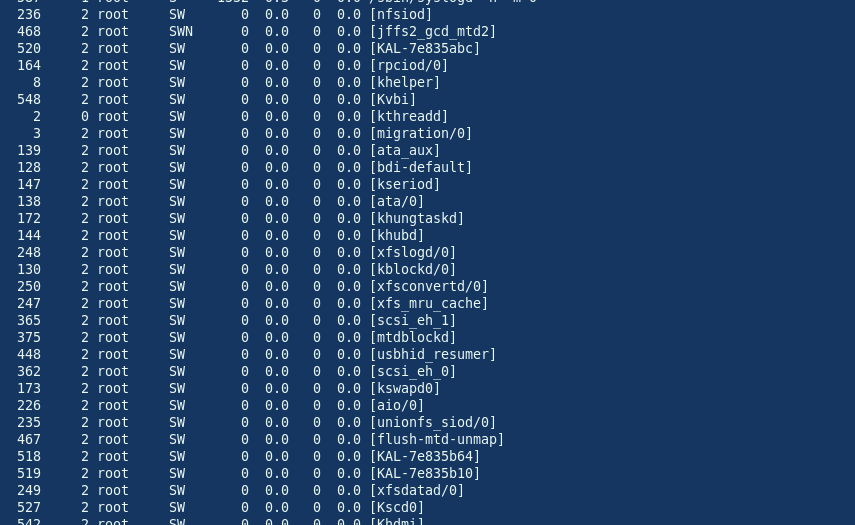 236 2 root SW 0 0.0 0 0.0 [nfsiod]
468 2 root SWN 0 0.0 0 0.0 [jffs2_gcd_mtd2]
520 2 root SW 0 0.0 0 0.0 [KAL-7e835abc]
164 2 root SW 0 0.0 0 0.0 [rpciod/0]
8 2 root SW 0 0.0 0 0.0 [khelper]
548 2 root SW 0 0.0 0 0.0 [Kvbi]
2 0 root SW 0 0.0 0 0.0 [kthreadd]
3 2 root SW 0 0.0 0 0.0 [migration/0]
139 2 root SW 0 0.0 0 0.0 [ata_aux]
128 2 root SW 0 0.0 0 0.0 [bdi-default]
147 2 root SW 0 0.0 0 0.0 [kseriod]
138 2 root SW 0 0.0 0 0.0 [ata/0]
172 2 root SW 0 0.0 0 0.0 [khungtaskd]
144 2 root SW 0 0.0 0 0.0 [khubd]
248 2 root SW 0 0.0 0 0.0 [xfslogd/0]
130 2 root SW 0 0.0 0 0.0 [kblockd/0]
250 2 root SW 0 0.0 0 0.0 [xfsconvertd/0]
247 2 root SW 0 0.0 0 0.0 [xfs_mru_cache]
365 2 root SW 0 0.0 0 0.0 [scsi_eh_1]
375 2 root SW 0 0.0 0 0.0 [mtdblockd]
448 2 root SW 0 0.0 0 0.0 [usbhid_resumer]
362 2 root SW 0 0.0 0 0.0 [scsi_eh_0]
173 2 root SW 0 0.0 0 0.0 [kswapd0]
226 2 root SW 0 0.0 0 0.0 [aio/0]
235 2 root SW 0 0.0 0 0.0 [unionfs_siod/0]
467 2 root SW 0 0.0 0 0.0 [flush-mtd-unmap]
518 2 root SW 0 0.0 0 0.0 [KAL-7e835b64]
519 2 root SW 0 0.0 0 0.0 [KAL-7e835b10]
249 2 root SW 0 0.0 0 0.0 [xfsdatad/0]
527 2 root SW 0 0.0 0 0.0 [Kscd0]
542 2 root SW 0 0.0 0 0.0 [Khdmi]